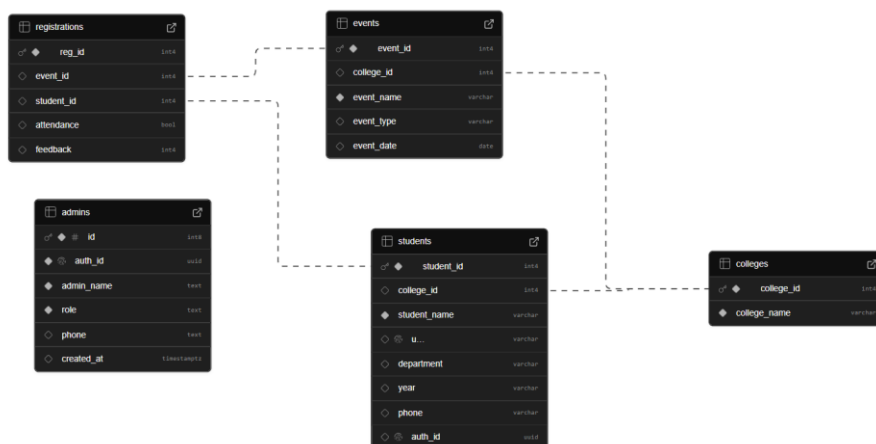 registrations
reg_id int4
event_id int4
student_id int4
attendance bool
feedback int4
events
event_id int4
college_id int4
event_name varchar
event_type varchar
event_date date
admins
id int8
auth_id uuid
admin_name text
role text
phone text
created_at timestamptz
students
student_id int4
college_id int4
student_name varchar
u... varchar
department varchar
year varchar
phone varchar
auth_id uuid
colleges
college_id int4
college_name varchar